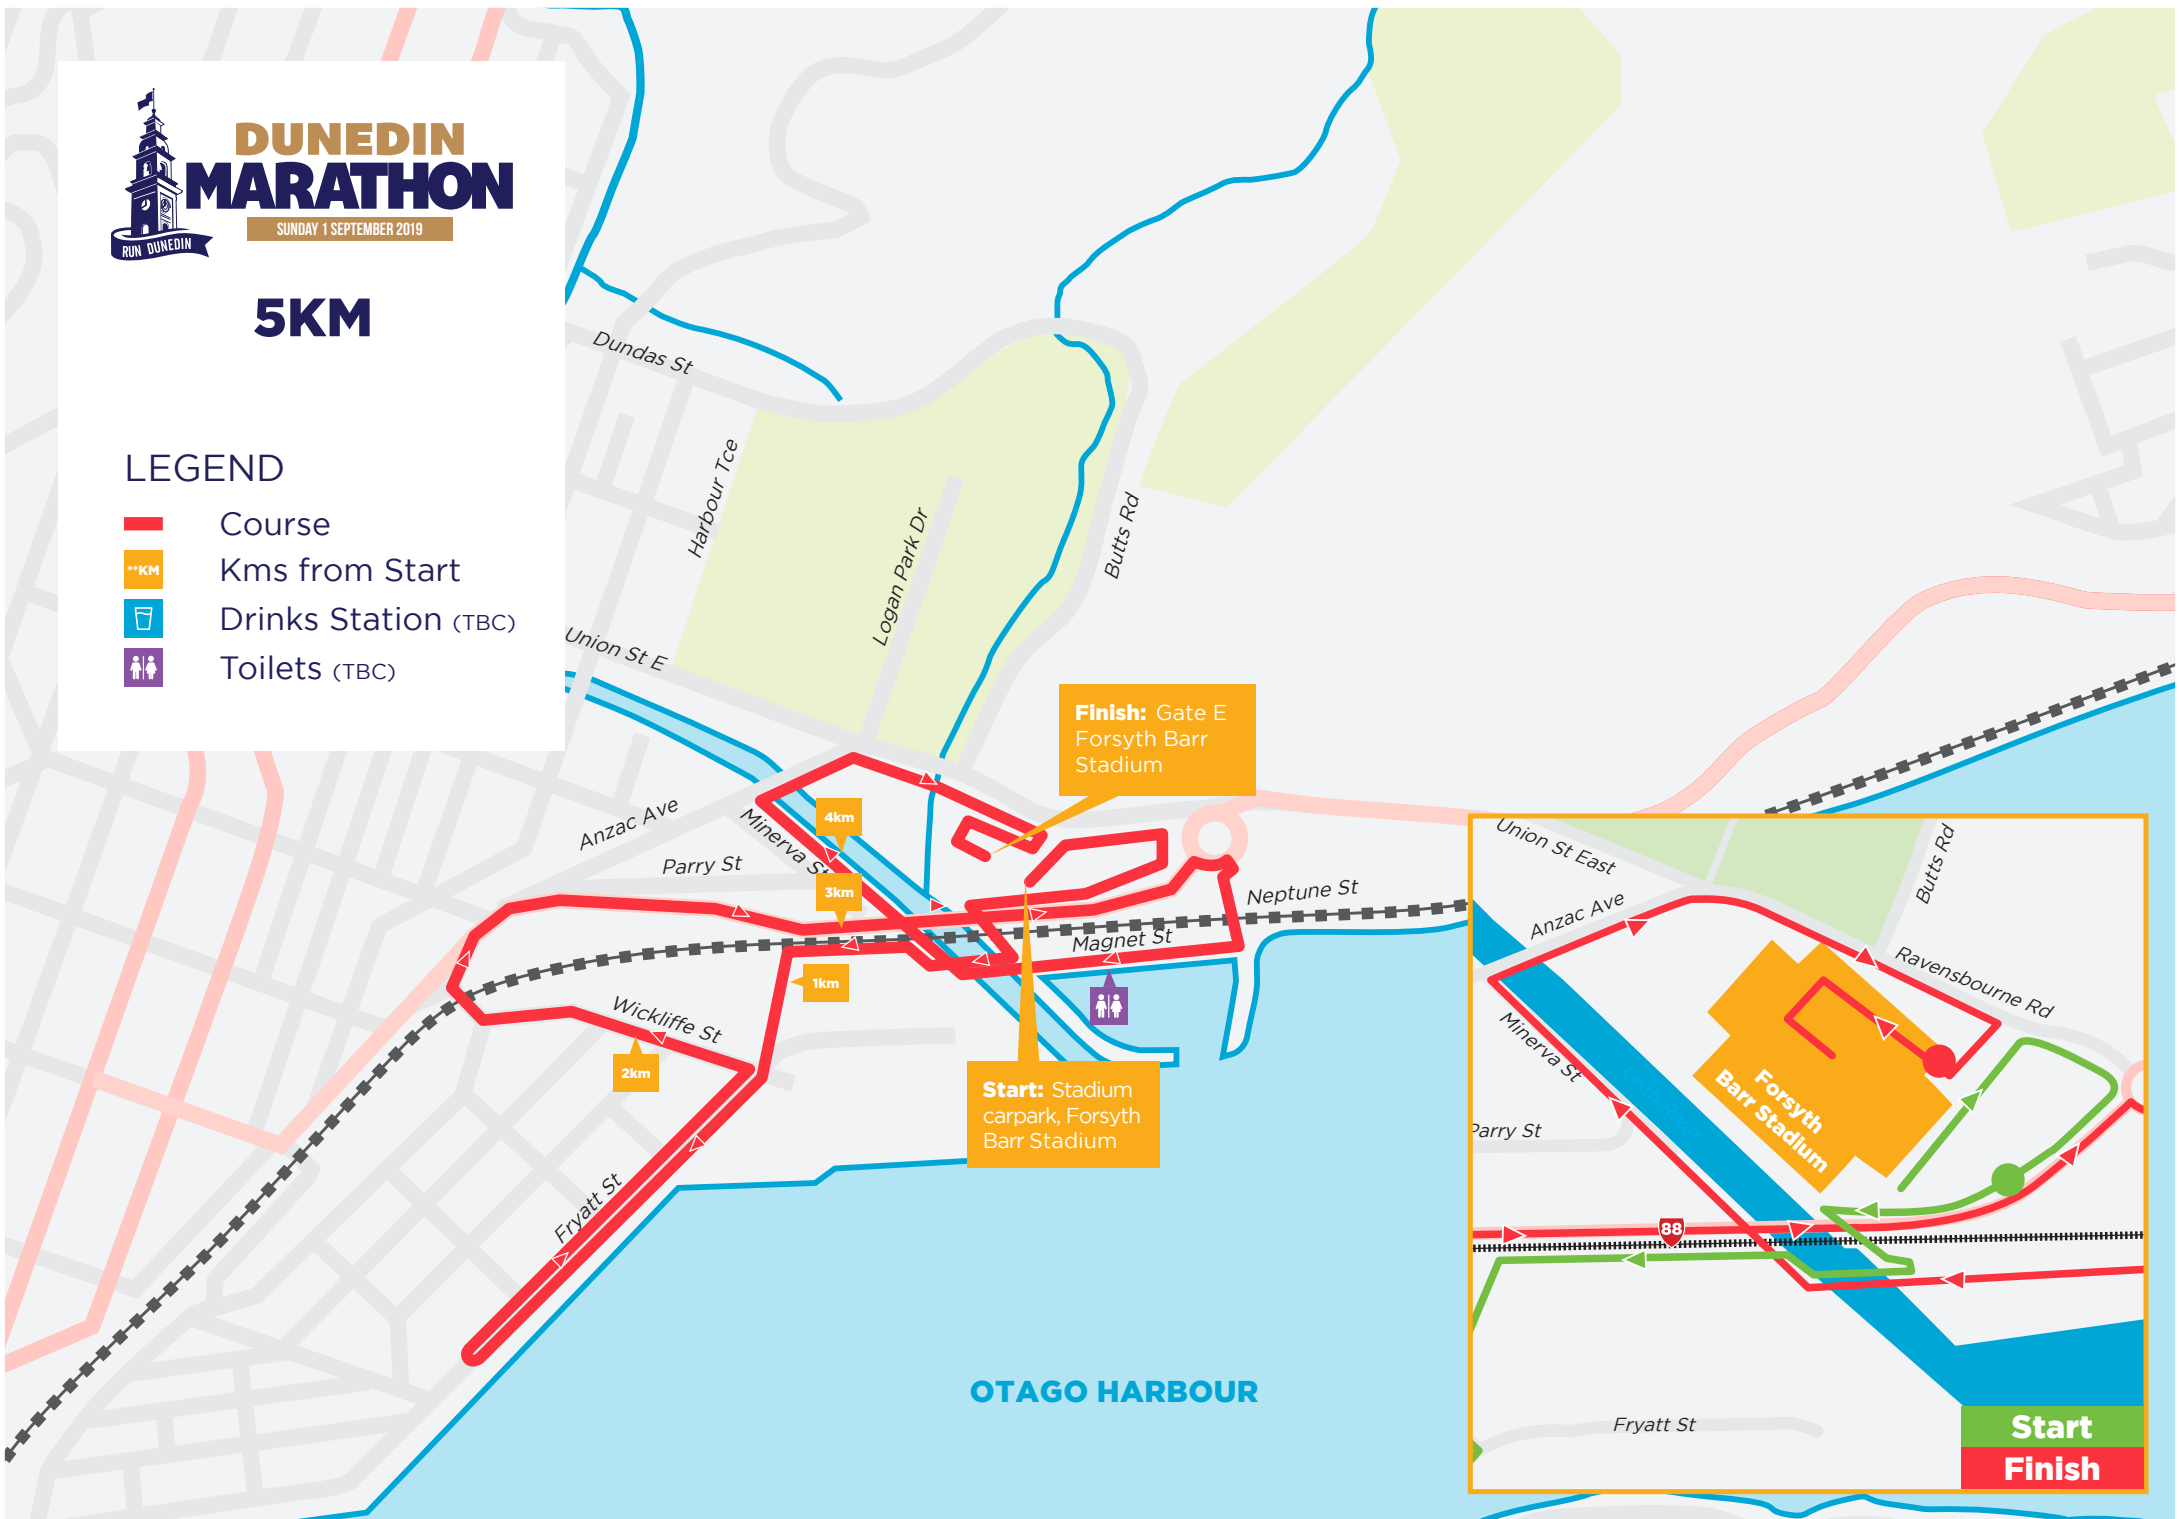 DUNEDIN
MARATHON
SUNDAY 1 SEPTEMBER 2019
RUN DUNEDIN
5KM
LEGEND
Course
**KM Kms from Start
Drinks Station (TBC)
Toilets (TBC)
Dundas St
Harbour Tce
Logan Park Dr
Butts Rd
Union St E
Finish: Gate E
Forsyth Barr
Stadium
Anzac Ave
Minerva St
4km
Parry St
3km
Neptune St
Magnet St
1km
Wickliffe St
2km
Start: Stadium
carpark, Forsyth
Barr Stadium
Fryatt St
OTAGO HARBOUR
Union St East
Butts Rd
Anzac Ave
Ravensbourne Rd
Minerva St
Leith River
Forsyth
Barr Stadium
Parry St
88
Fryatt St
Start
Finish